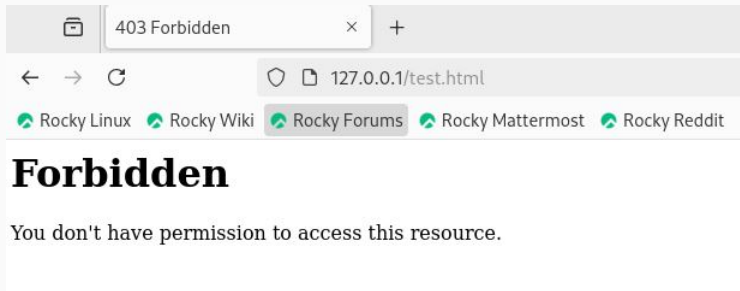 403 Forbidden
127.0.0.1/test.html
Rocky Linux Rocky Wiki Rocky Forums Rocky Mattermost Rocky Reddit
Forbidden
You don't have permission to access this resource.